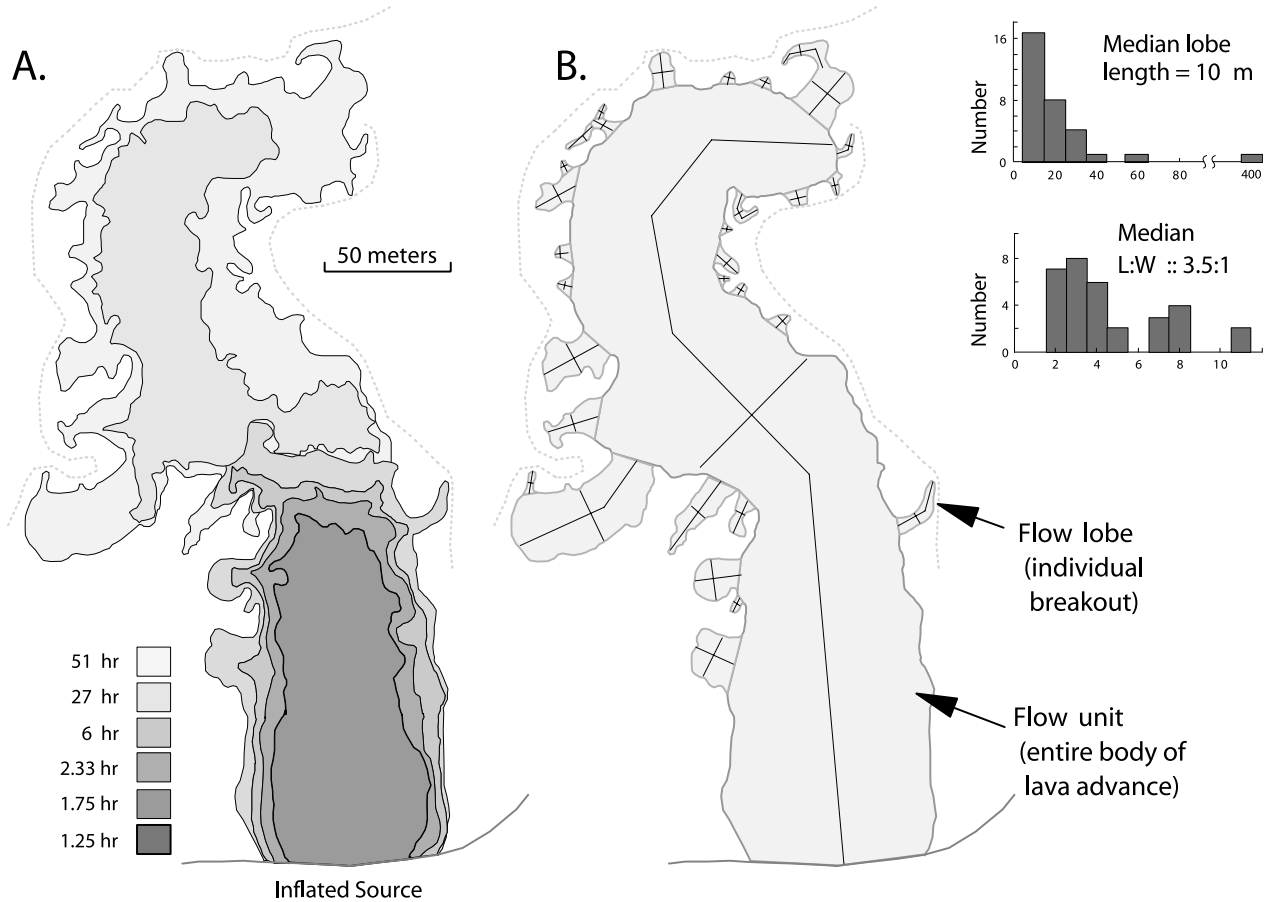 A.
50 meters
51 hr
27 hr
6 hr
2.33 hr
1.75 hr
1.25 hr
Inflated Source
B.
Flow lobe
(individual
breakout)
Flow unit
(entire body of
lava advance)
Median lobe
length = 10 m
Number
16
8
0
0
20
40
60
80
400
Median
L:W :: 3.5:1
Number
8
4
0
0
2
4
6
8
10